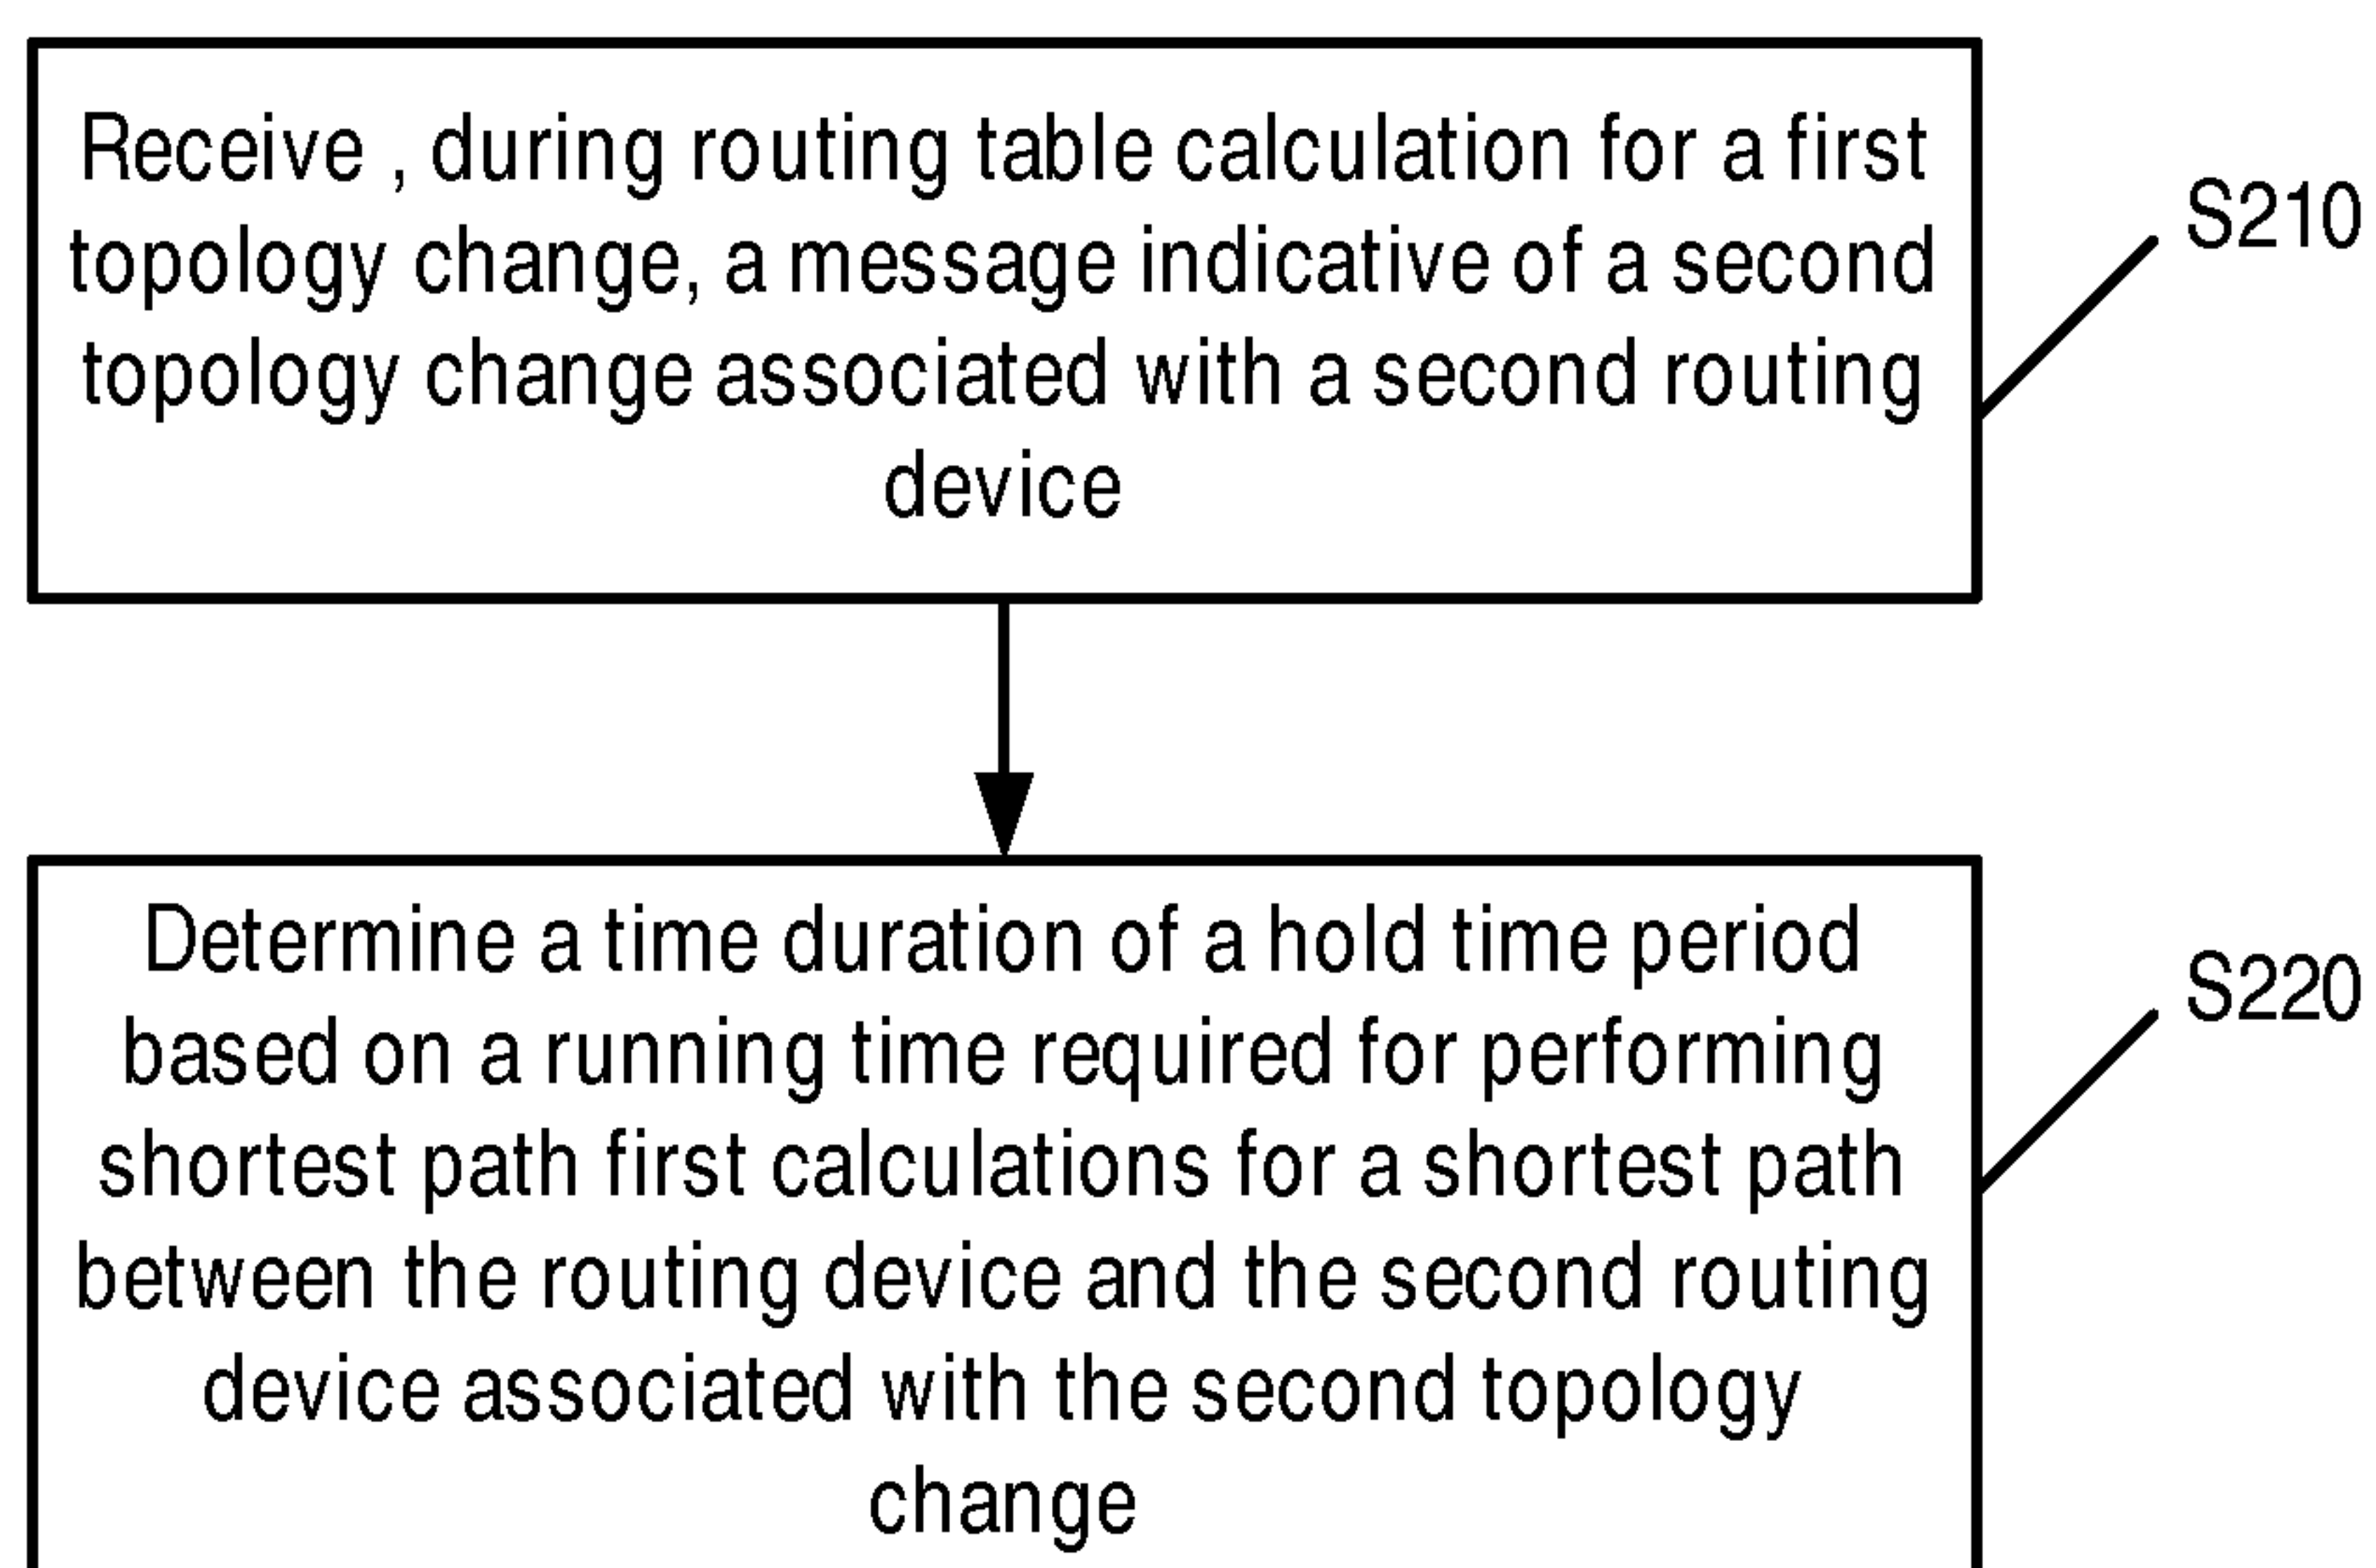 Receive , during routing table calculation for a first
topology change, a message indicative of a second
topology change associated with a second routing
device
S210
Determine a time duration of a hold time period
based on a running time required for performing
shortest path first calculations for a shortest path
between the routing device and the second routing
device associated with the second topology
change
S220